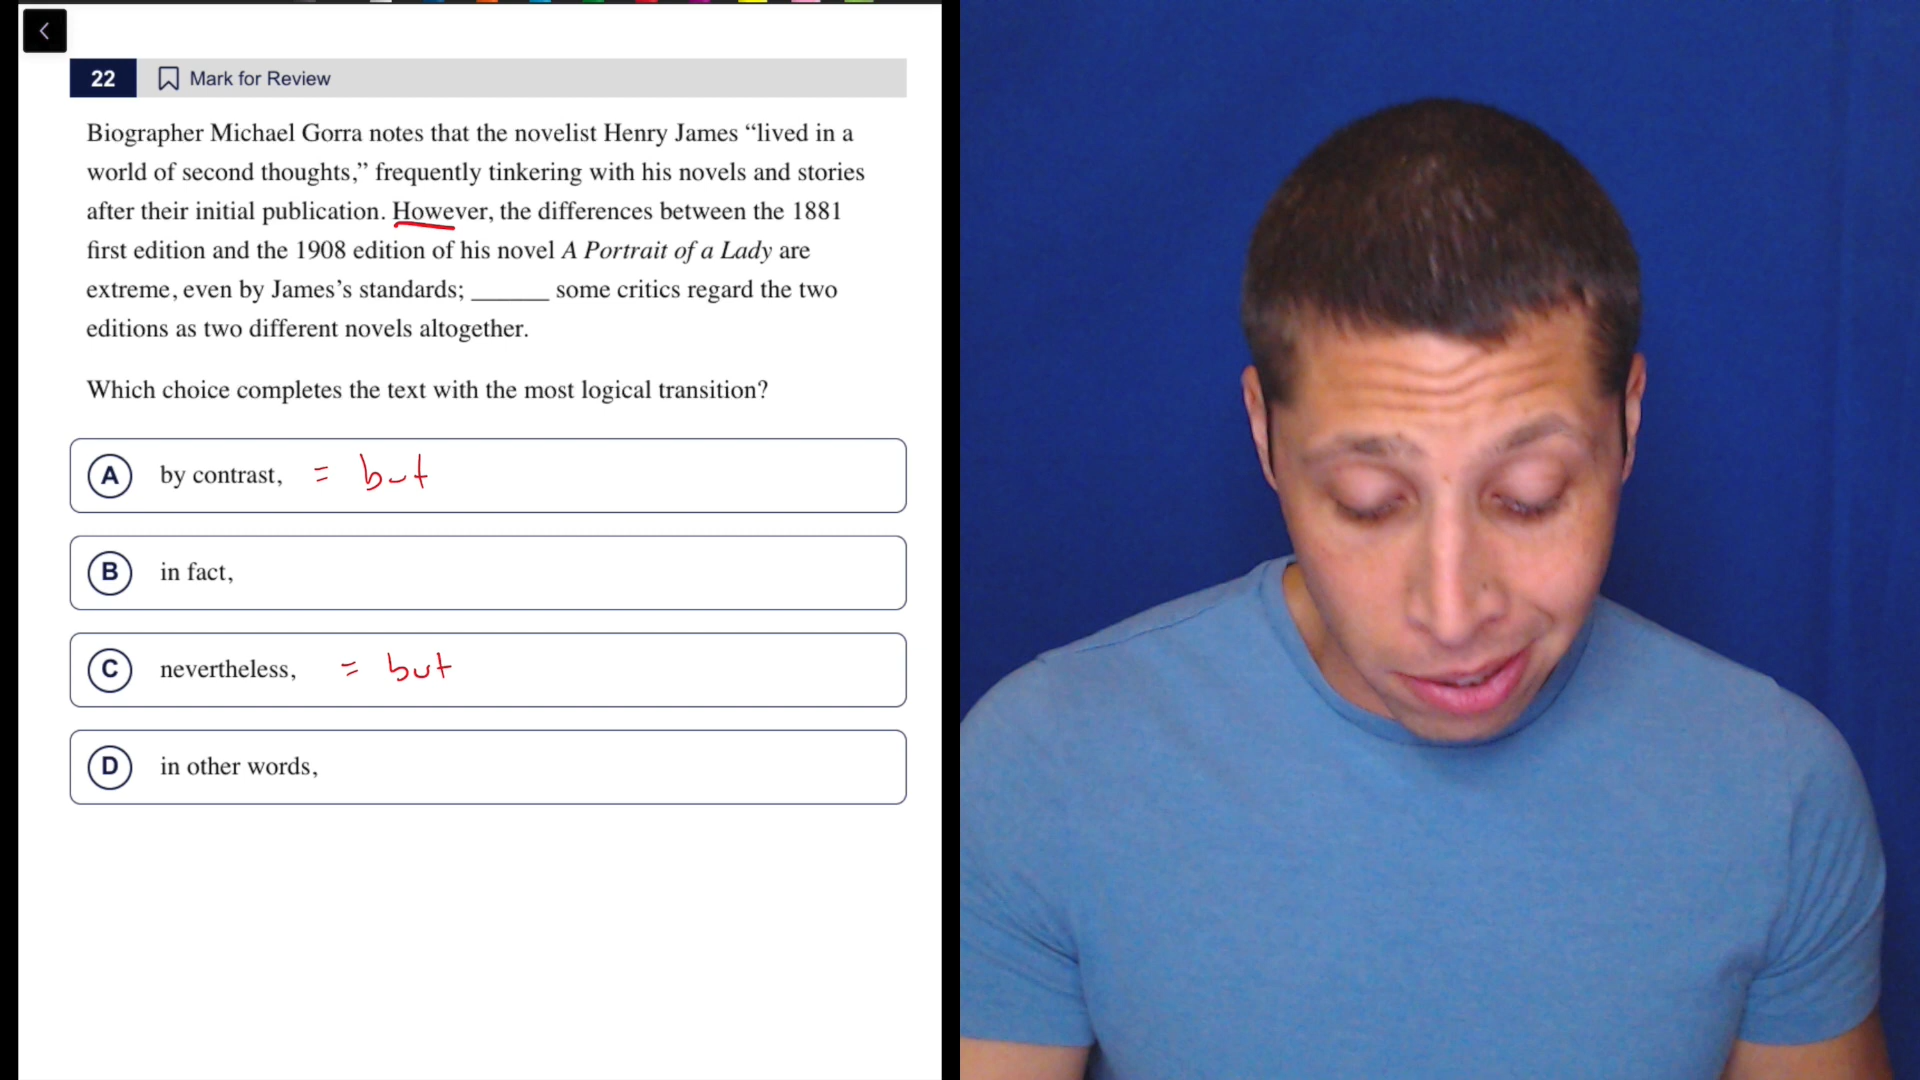 22 Mark for Review
Biographer Michael Gorra notes that the novelist Henry James “lived in a
world of second thoughts,” frequently tinkering with his novels and stories
after their initial publication. However, the differences between the 1881
first edition and the 1908 edition of his novel A Portrait of a Lady are
extreme, even by James’s standards; ______ some critics regard the two
editions as two different novels altogether.
Which choice completes the text with the most logical transition?
A by contrast, = but
B in fact,
C nevertheless, = but
D in other words,